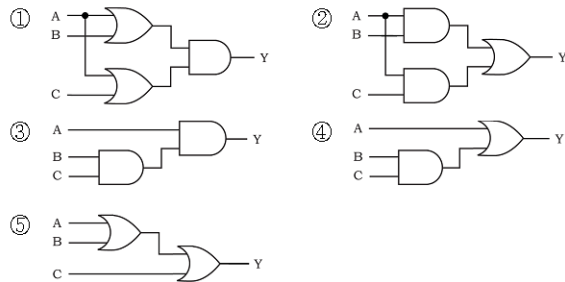 ① A B C Y
② A B C Y
③ A B C Y
④ A B C Y
⑤ A B C Y